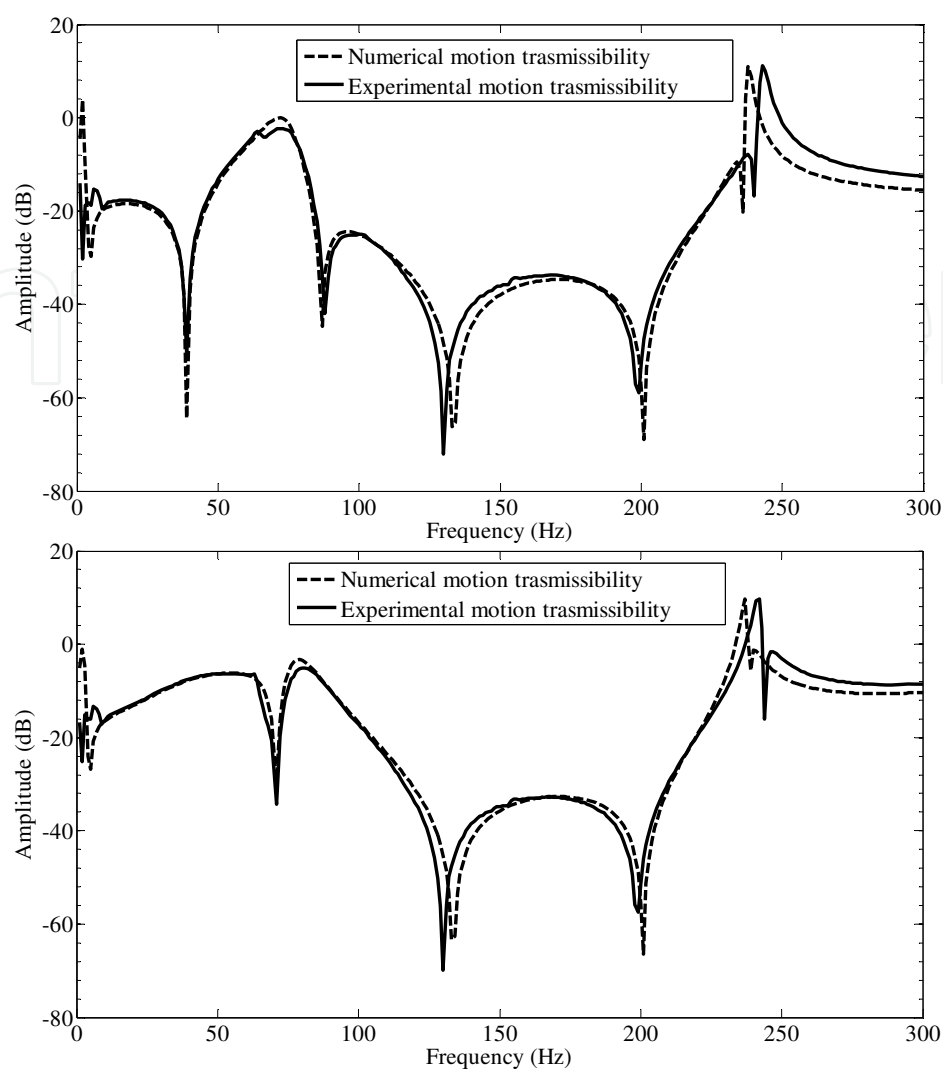 20
0
-20
-40
-60
-80
Amplitude (dB)
Numerical motion trasmissibility
Experimental motion trasmissibility
0 50 100 150 200 250 300
Frequency (Hz)
20
0
-20
-40
-60
-80
Amplitude (dB)
Numerical motion trasmissibility
Experimental motion trasmissibility
0 50 100 150 200 250 300
Frequency (Hz)